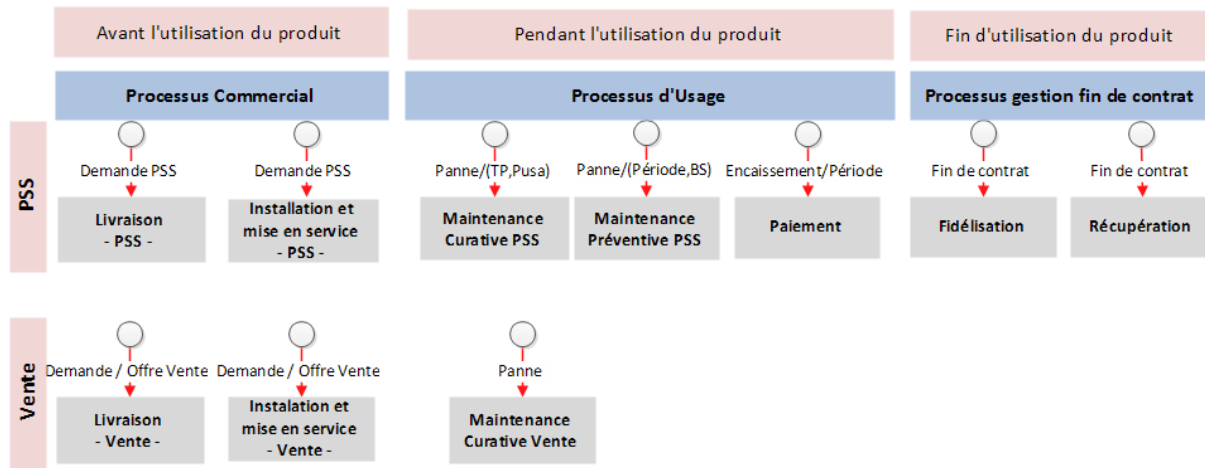 Avant l'utilisation du produit
Pendant l'utilisation du produit
Fin d'utilisation du produit
Processus Commercial
Processus d'Usage
Processus gestion fin de contrat
PSS
Demande PSS
Demande PSS
Panne/(TP,Pusa)
Panne/(Période,BS)
Encaissement/Période
Fin de contrat
Fin de contrat
Livraison
- PSS -
Installation et
mise en service
- PSS -
Maintenance
Curative PSS
Maintenance
Préventive PSS
Paiement
Fidélisation
Récupération
Vente
Demande / Offre Vente
Demande / Offre Vente
Panne
Livraison
- Vente -
Instalation et
mise en service
- Vente -
Maintenance
Curative Vente